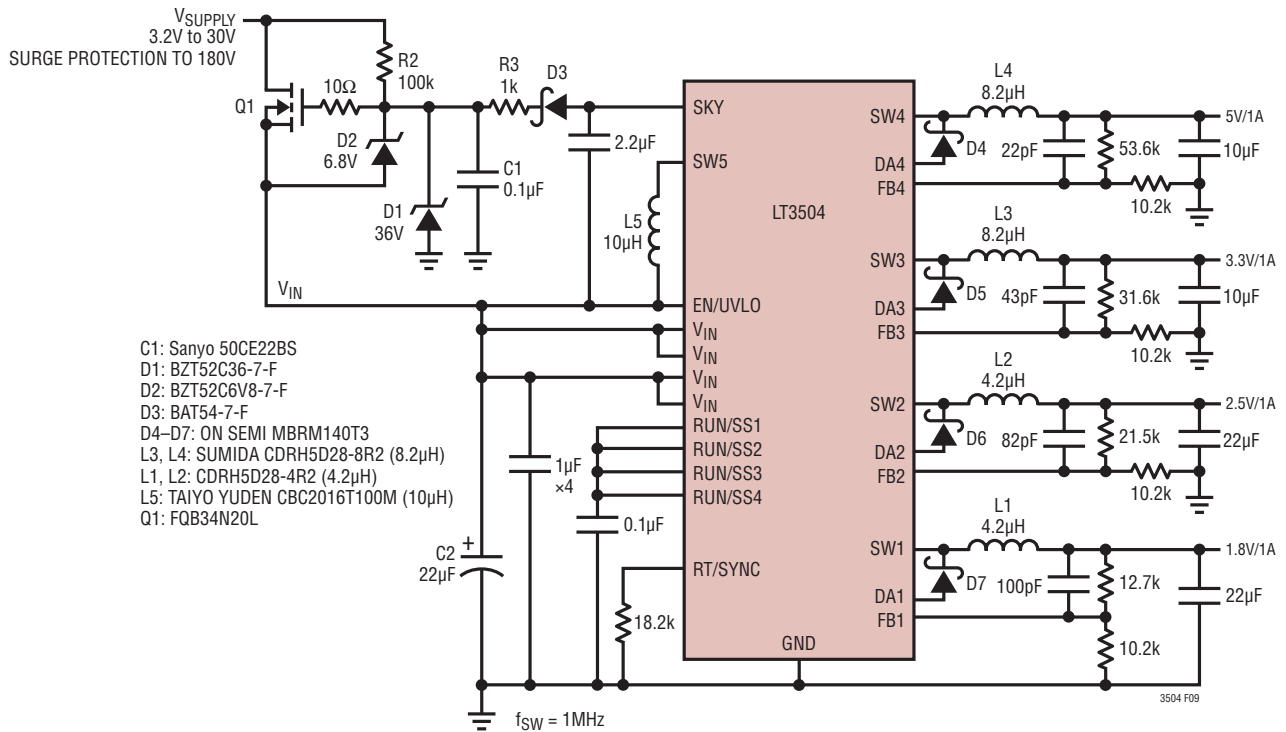 VSUPPLY
3.2V to 30V
SURGE PROTECTION TO 180V
R2
100k
Q1
10Ω
R3
1k
D3
D2
6.8V
D1
36V
C1
0.1µF
2.2µF
L5
10µH
VIN
SKY
SW5
EN/UVLO
VIN
VIN
VIN
VIN
RUN/SS1
RUN/SS2
RUN/SS3
RUN/SS4
RT/SYNC
LT3504
GND
SW4
DA4
FB4
SW3
DA3
FB3
SW2
DA2
FB2
SW1
DA1
FB1
L4
8.2µH
D4
22pF
53.6k
10µF
10.2k
5V/1A
L3
8.2µH
D5
43pF
31.6k
10µF
10.2k
3.3V/1A
L2
4.2µH
D6
82pF
21.5k
22µF
10.2k
2.5V/1A
L1
4.2µH
D7
100pF
12.7k
22µF
10.2k
1.8V/1A
C1: Sanyo 50CE22BS
D1: BZT52C36-7-F
D2: BZT52C6V8-7-F
D3: BAT54-7-F
D4–D7: ON SEMI MBRM140T3
L3, L4: SUMIDA CDRH5D28-8R2 (8.2µH)
L1, L2: CDRH5D28-4R2 (4.2µH)
L5: TAIYO YUDEN CBC2016T100M (10µH)
Q1: FQB34N20L
1µF
×4
0.1µF
C2
22µF
+
18.2k
fSW = 1MHz
3504 F09